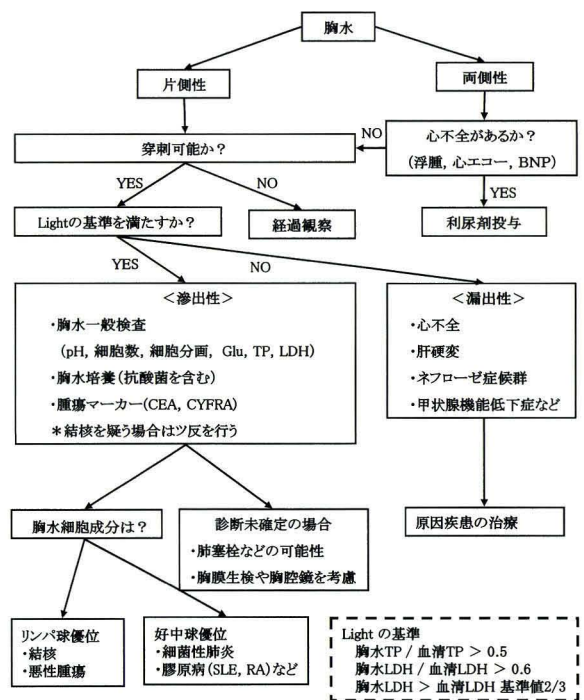 胸水
片側性
両側性
穿刺可能か？
NO
心不全があるか？
(浮腫, 心エコー, BNP)
YES
NO
YES
Lightの基準を満たすか？
経過観察
利尿剤投与
YES
NO
＜滲出性＞
・胸水一般検査
(pH, 細胞数, 細胞分画, Glu, TP, LDH)
・胸水培養(抗酸菌を含む)
・腫瘍マーカー(CEA, CYFRA)
＊結核を疑う場合はツ反を行う
＜漏出性＞
・心不全
・肝硬変
・ネフローゼ症候群
・甲状腺機能低下症など
胸水細胞成分は？
診断未確定の場合
・肺塞栓などの可能性
・胸膜生検や胸腔鏡を考慮
原因疾患の治療
リンパ球優位
・結核
・悪性腫瘍
好中球優位
・細菌性肺炎
・膠原病(SLE, RA)など
Light の基準
胸水TP / 血清TP > 0.5
胸水LDH / 血清LDH > 0.6
胸水LDH > 血清LDH 基準値2/3